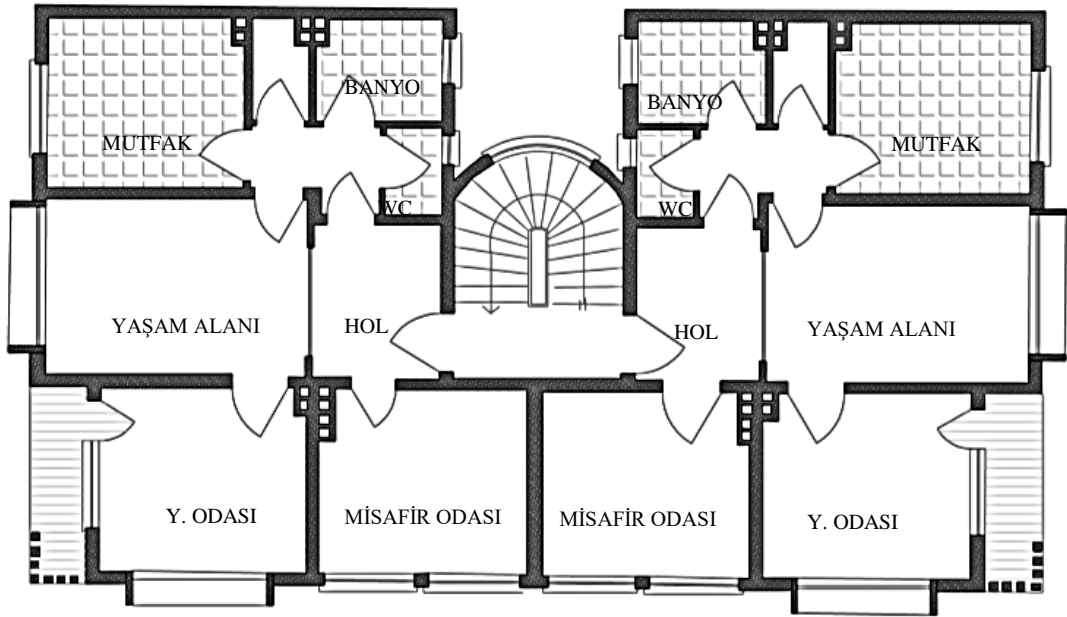 BANYO
BANYO
MUTFAK
MUTFAK
WC
WC
YAŞAM ALANI
HOL
HOL
YAŞAM ALANI
Y. ODASI
MİSAFİR ODASI
MİSAFİR ODASI
Y. ODASI